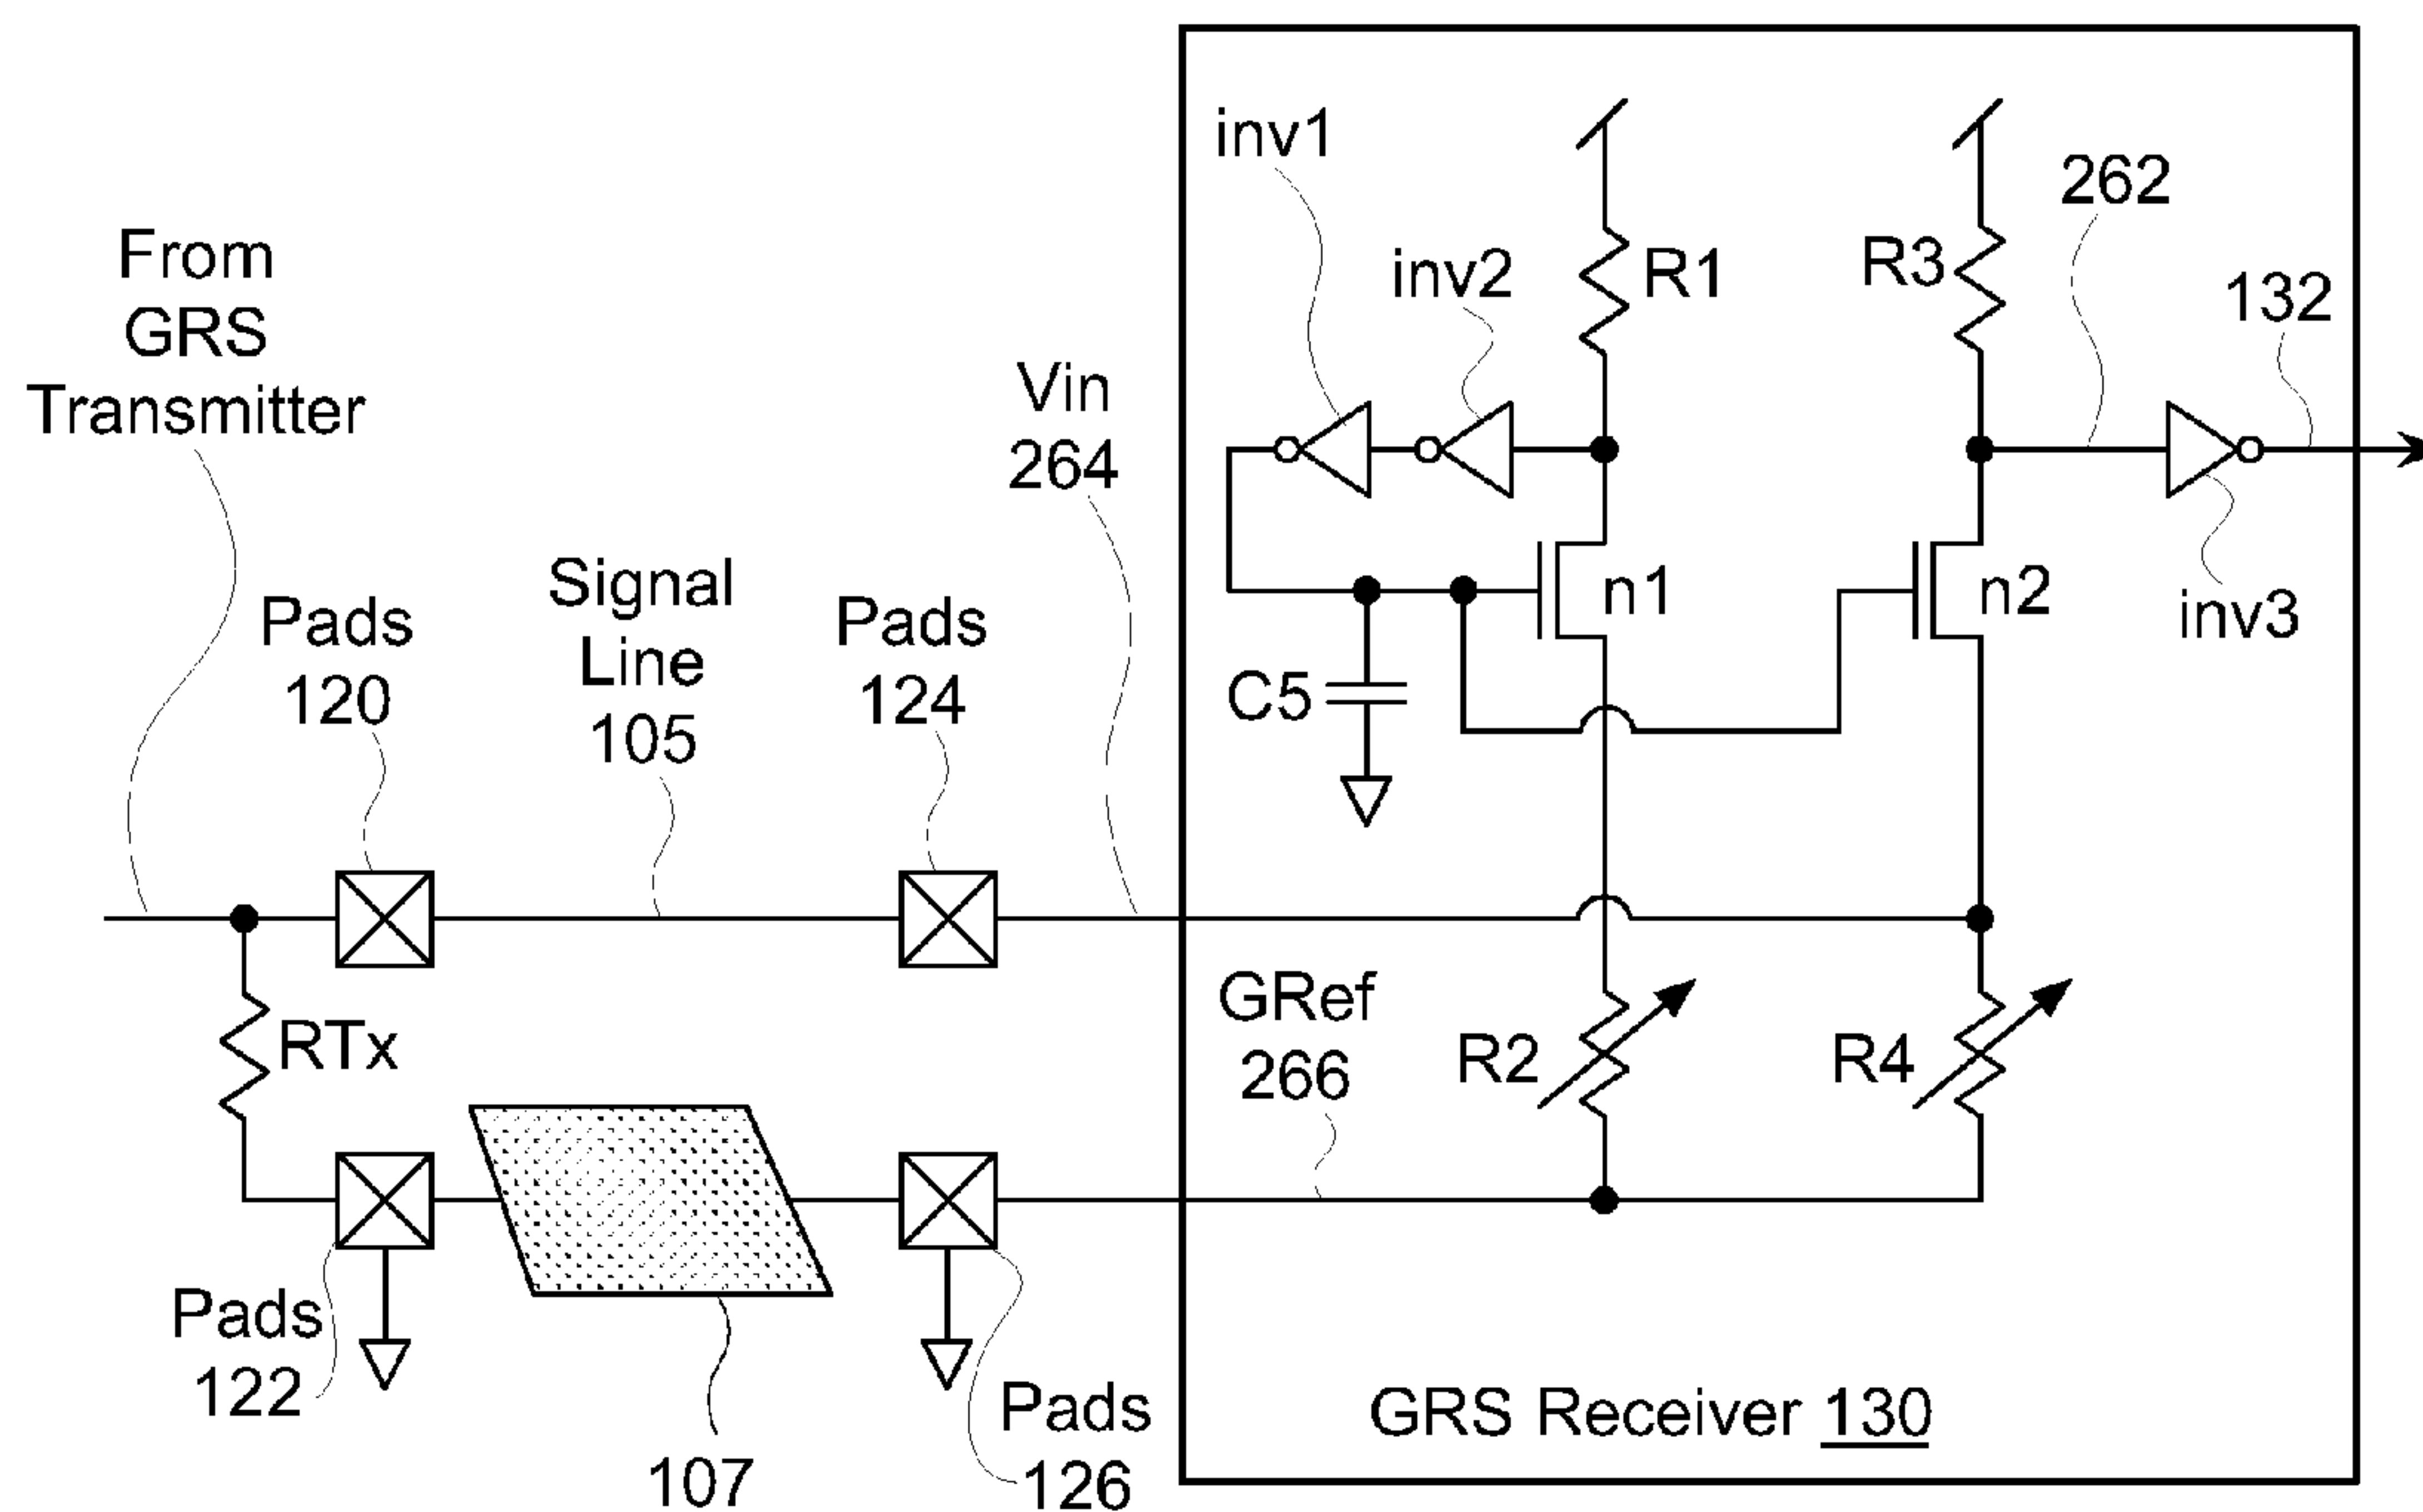 From
GRS
Transmitter
Pads
120
Signal
Line
105
Pads
124
Vin
264
inv1
inv2
R1
R3
262
132
n1
n2
inv3
C5
RTx
GRef
266
R2
R4
Pads
122
107
Pads
126
GRS Receiver 130